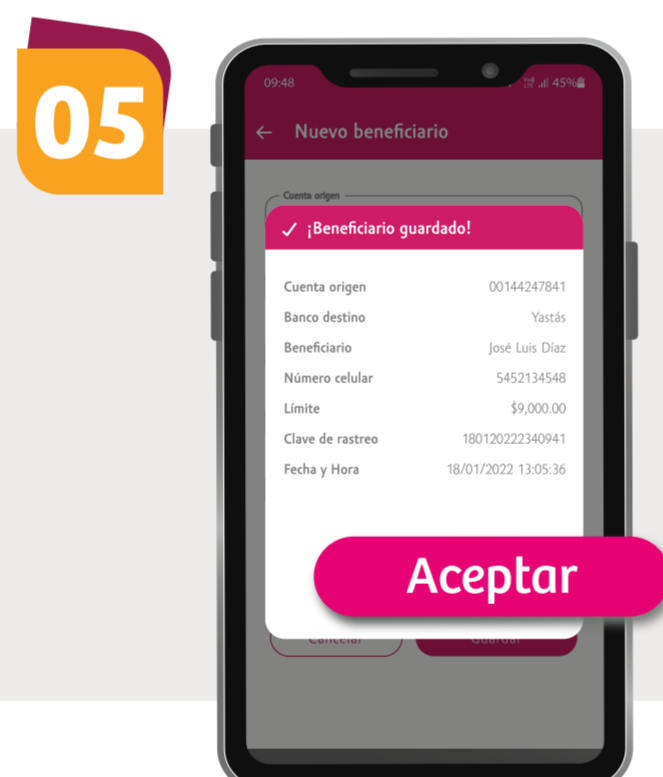 05
09:48
45%
Nuevo beneficiario
Cuenta origen
¡Beneficiario guardado!
Cuenta origen 00144247841
Banco destino Yastás
Beneficiario José Luis Díaz
Número celular 5452134548
Límite $9,000.00
Clave de rastreo 180120222340941
Fecha y Hora 18/01/2022 13:05:36
Aceptar
Cancelar Guardar